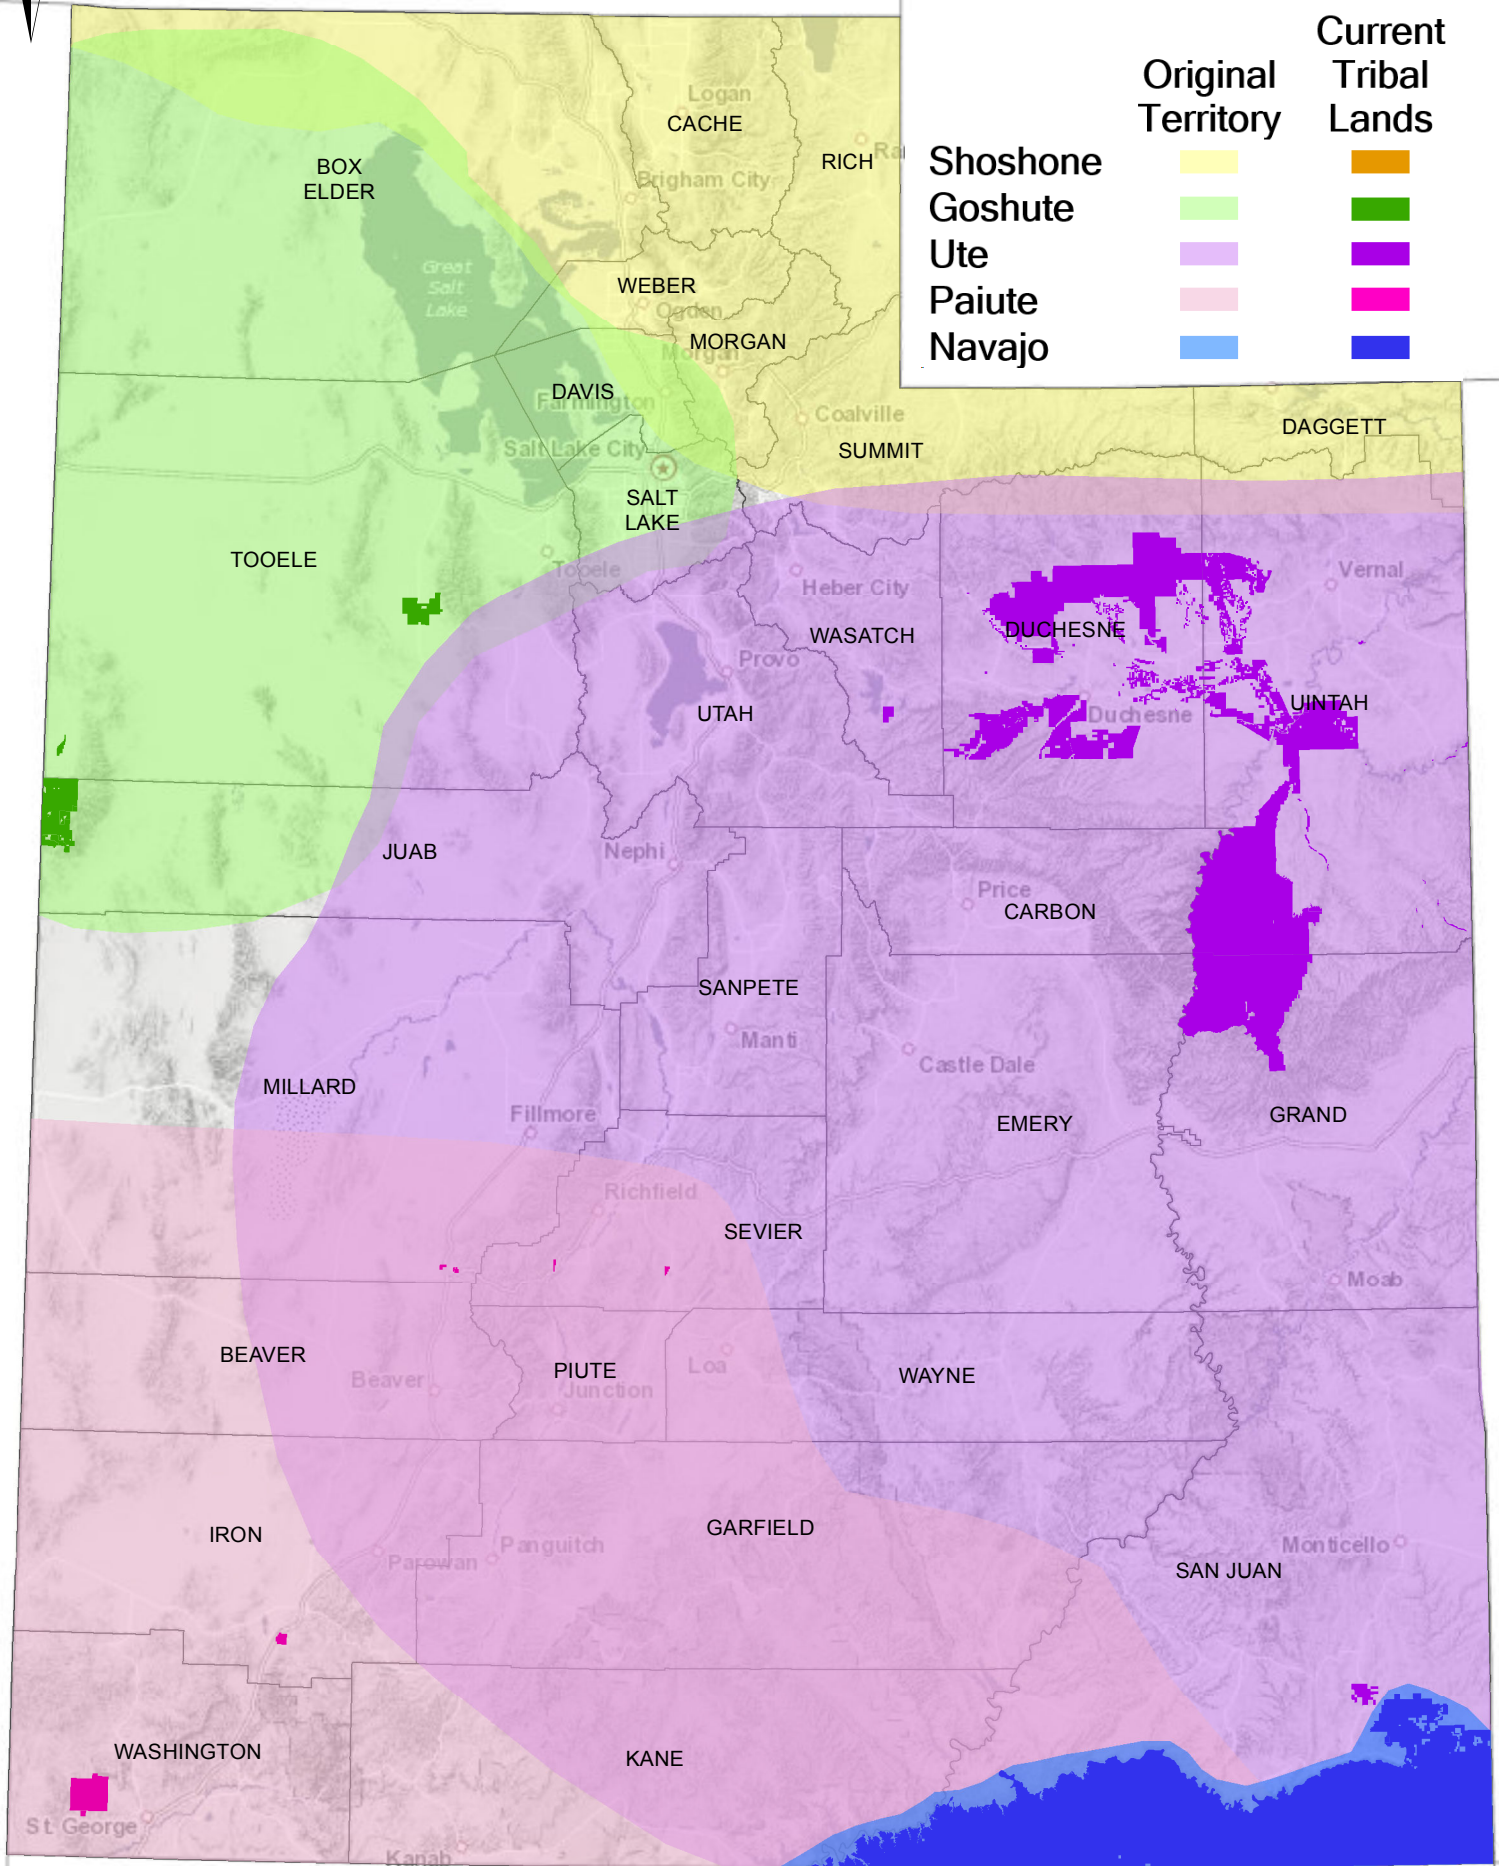 Current
Original Tribal
Territory Lands
Shoshone
Goshute
Ute
Paiute
Navajo
Logan
CACHE
RICH
Ra
BOX
ELDER
Brigham City
Great
Salt
Lake
WEBER
Ogden
MORGAN
Morgan
DAVIS
Farmington
Coalville
SUMMIT
DAGGETT
Salt Lake City
SALT
LAKE
TOOELE
Tooele
Heber City
Vernal
WASATCH
DUCHESNE
Provo
UTAH
Duchesne
UINTAH
JUAB
Nephi
Price
CARBON
SANPETE
Manti
Castle Dale
MILLARD
Fillmore
EMERY
GRAND
Richfield
SEVIER
Moab
BEAVER
Beaver
PIUTE
Junction
Loa
WAYNE
IRON
Parowan
Panguitch
GARFIELD
Monticello
SAN JUAN
WASHINGTON
KANE
St. George
Kanab